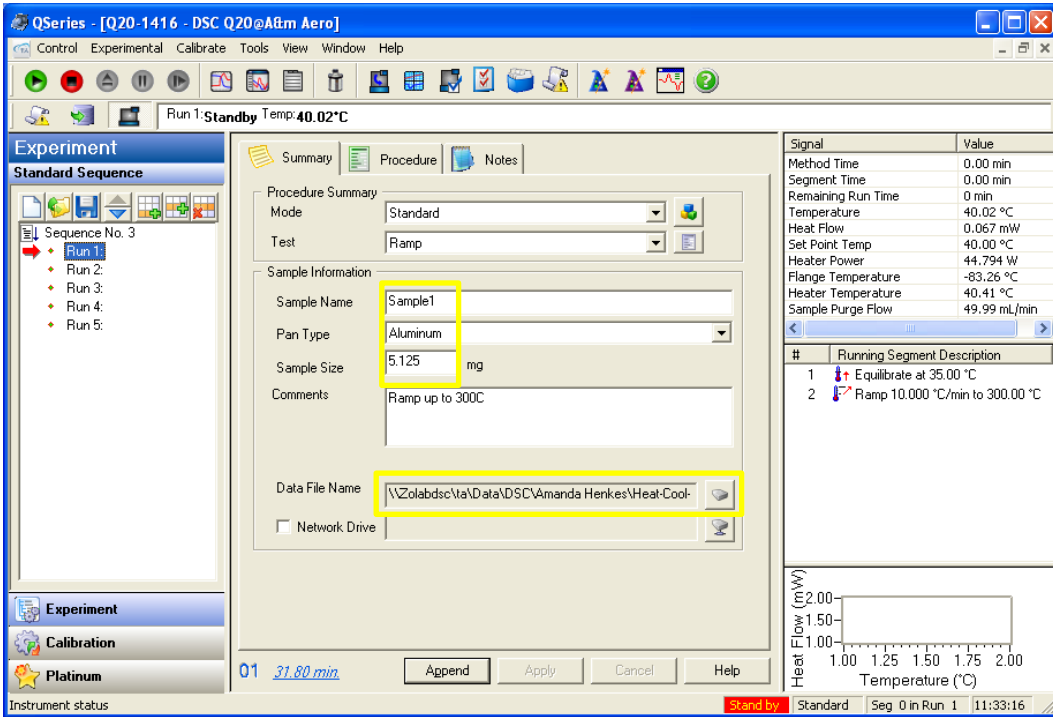 QSeries - [Q20-1416 - DSC Q20@A&m Aero]
Control Experimental Calibrate Tools View Window Help
Run 1:Standby Temp:40.02°C
Experiment
Standard Sequence
Sequence No. 3
Run 1:
Run 2:
Run 3:
Run 4:
Run 5:
Experiment
Calibration
Platinum
Summary Procedure Notes
Procedure Summary
Mode Standard
Test Ramp
Sample Information
Sample Name Sample1
Pan Type Aluminum
Sample Size 5.125 mg
Comments Ramp up to 300C
Data File Name \\Zolabdsc\ta\Data\DSC\Amanda Henkes\Heat-Cool-
Network Drive
01 31.80 min. Append Apply Cancel Help
Signal Value
Method Time 0.00 min
Segment Time 0.00 min
Remaining Run Time 0 min
Temperature 40.02 °C
Heat Flow 0.067 mW
Set Point Temp 40.00 °C
Heater Power 44.794 W
Flange Temperature -83.26 °C
Heater Temperature 40.41 °C
Sample Purge Flow 49.99 mL/min
# Running Segment Description
1 Equilibrate at 35.00 °C
2 Ramp 10.000 °C/min to 300.00 °C
Heat Flow (mW)
2.00
1.50
1.00
1.00 1.25 1.50 1.75 2.00
Temperature (°C)
Instrument status Stand by Standard Seg 0 in Run 1 11:33:16